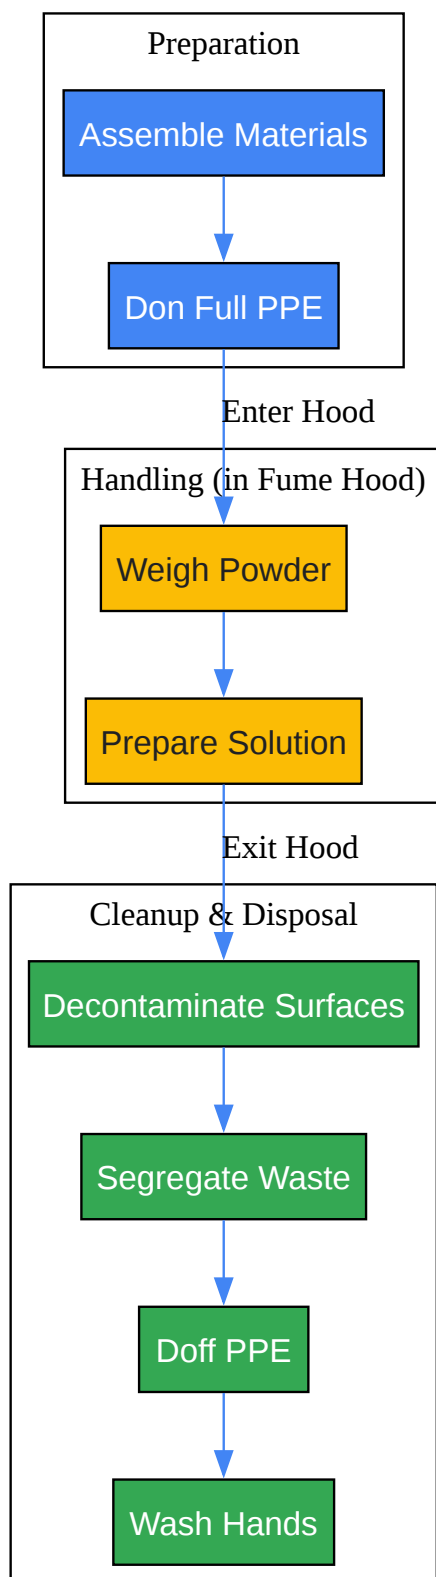 Preparation
Assemble Materials
Don Full PPE
Enter Hood
Handling (in Fume Hood)
Weigh Powder
Prepare Solution
Exit Hood
Cleanup & Disposal
Decontaminate Surfaces
Segregate Waste
Doff PPE
Wash Hands